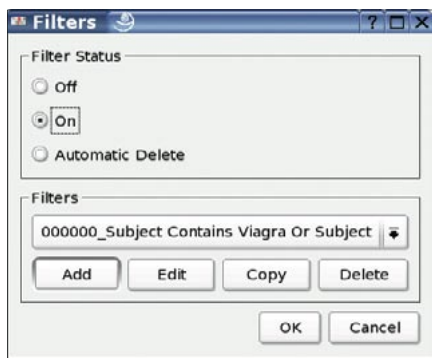 Filters
Filter Status
Off
On
Automatic Delete
Filters
000000_Subject Contains Viagra Or Subject
Add Edit Copy Delete
OK Cancel